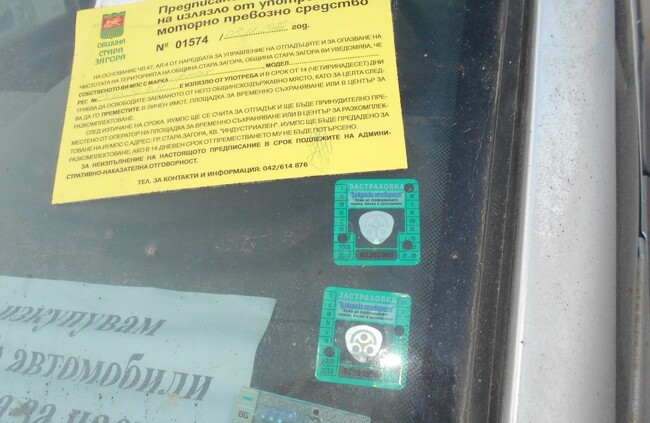 Предписание
на излязло от употреба
моторно превозно средство
№ 01574 / год.
ОБЩИНА
СТАРА
ЗАГОРА
НА ОСНОВАНИЕ ЧЛ.47, АЛ.4 ОТ НАРЕДБАТА ЗА УПРАВЛЕНИЕ НА ОТПАДЪЦИТЕ И ЗА ОПАЗВАНЕ НА
ЧИСТОТАТА НА ТЕРИТОРИЯТА НА ОБЩИНА СТАРА ЗАГОРА, ОБЩИНА СТАРА ЗАГОРА ВИ УВЕДОМЯВА, ЧЕ
СОБСТВЕНОТО ВИ МПС С МАРКА МОДЕЛ
РЕГ. № Е ИЗЛЯЗЛО ОТ УПОТРЕБА И В СРОК ОТ 14 (ЧЕТИРИНАДЕСЕТ) ДНИ
ТРЯБВА ДА ОСВОБОДИТЕ ЗАЕМАНОТО ОТ НЕГО ОБЩИНСКО/ДЪРЖАВНО МЯСТО, КАТО ЗА ЦЕЛТА СЛЕД-
ВА ДА ГО ПРЕМЕСТИТЕ В ЛИЧЕН ИМОТ, ПЛОЩАДКА ЗА ВРЕМЕННО СЪХРАНЯВАНЕ ИЛИ В ЦЕНТЪР ЗА
РАЗКОМПЛЕКТОВАНЕ.
СЛЕД ИЗТИЧАНЕ НА СРОКА, ИУМПС ЩЕ СЕ СЧИТА ЗА ОТПАДЪК И ЩЕ БЪДЕ ПРИНУДИТЕЛНО ПРЕ-
МЕСТЕНО ОТ ОПЕРАТОР НА ПЛОЩАДКА ЗА ВРЕМЕННО СЪХРАНЯВАНЕ И/ИЛИ ЦЕНТЪР ЗА РАЗКОМПЛЕК-
ТОВАНЕ НА ИУМПС С АДРЕС: ГР. СТАРА ЗАГОРА, КВ. "ИНДУСТРИАЛЕН". ИУМПС ЩЕ БЪДЕ ПРЕДАДЕНО ЗА
РАЗКОМПЛЕКТОВАНЕ, АКО В 14-ДНЕВЕН СРОК ОТ ПРЕМЕСТВАНЕТО МУ НЕ БЪДЕ ПОТЪРСЕНО.
ЗА НЕИЗПЪЛНЕНИЕ НА НАСТОЯЩОТО ПРЕДПИСАНИЕ В СРОК ПОДЛЕЖИТЕ НА АДМИНИ-
СТРАТИВНО-НАКАЗАТЕЛНА ОТГОВОРНОСТ.
ТЕЛ. ЗА КОНТАКТИ И ИНФОРМАЦИЯ: 042/614 876
ЗАСТРАХОВКА
"Гражданска отговорност"
ЗАСТРАХОВКА
"Гражданска отговорност"
изкупувам
автомобили
BG